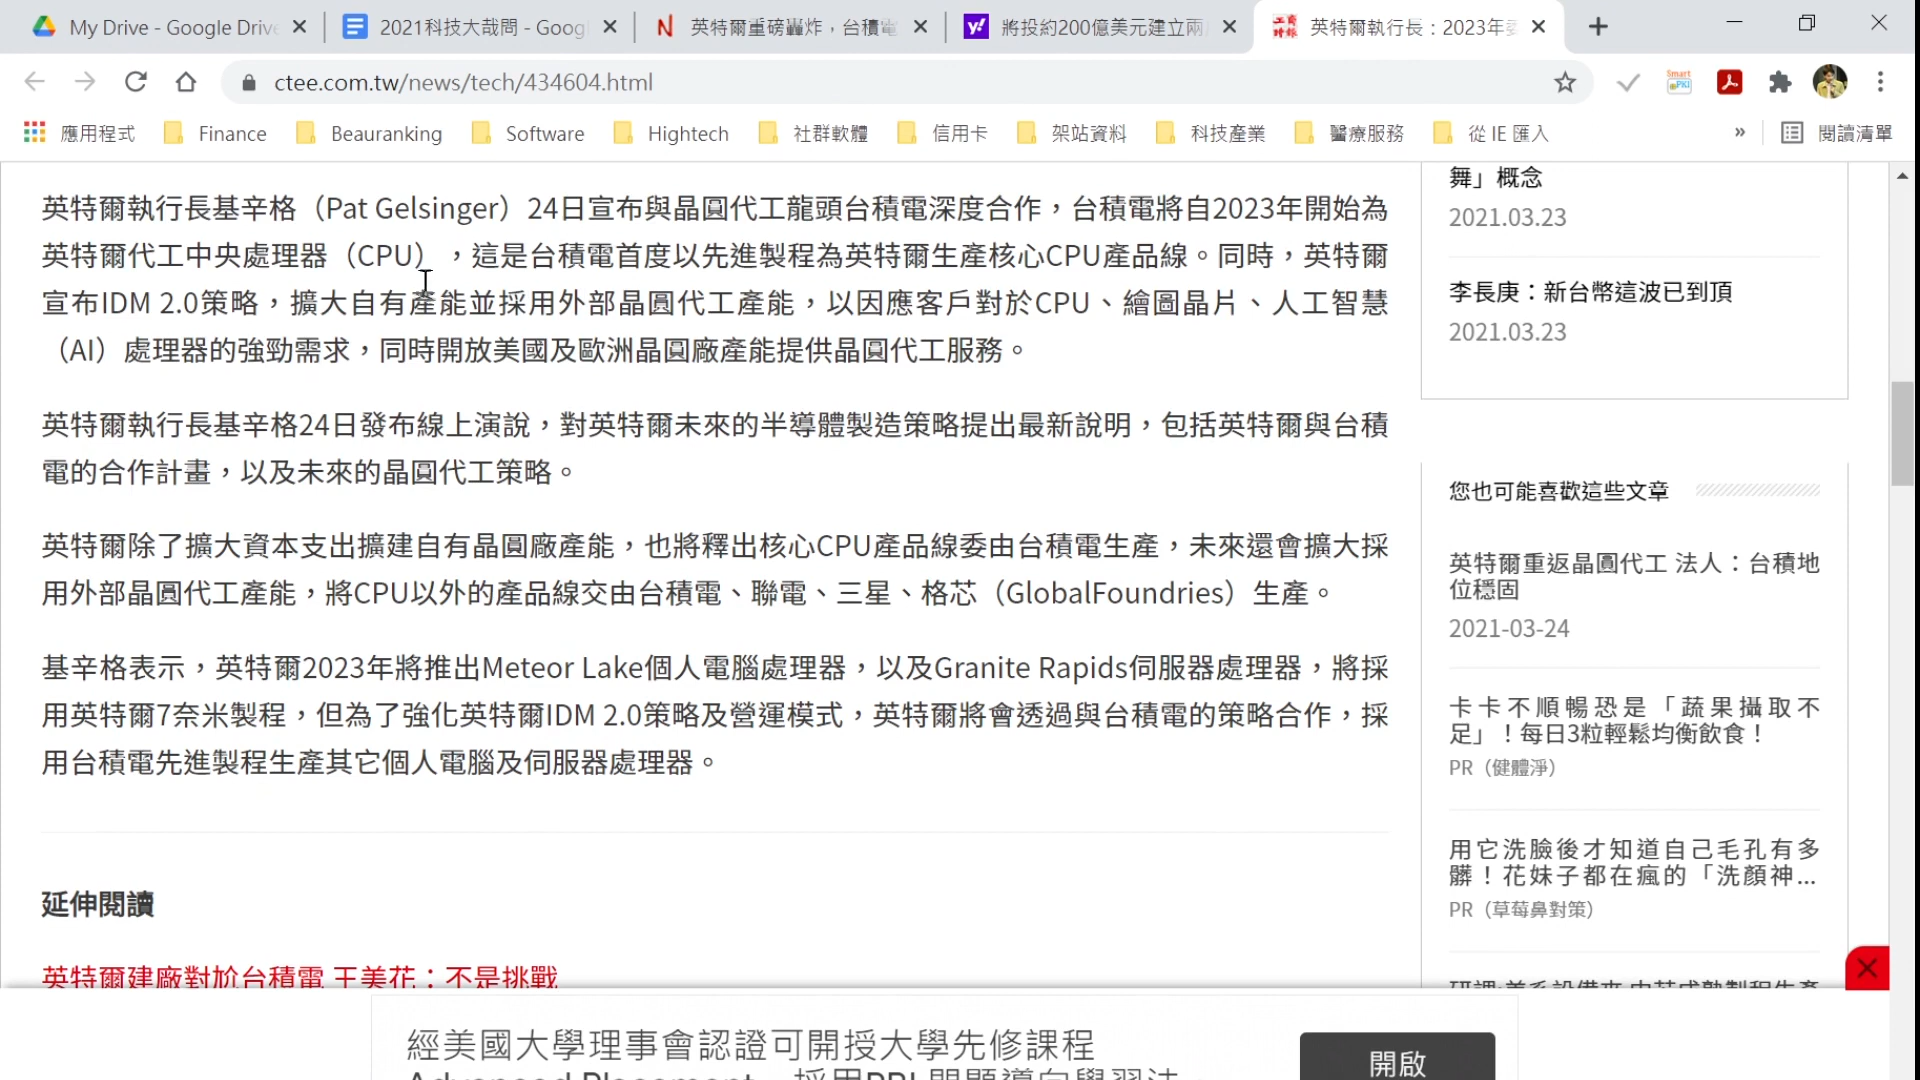 My Drive - Google Drive
2021科技大哉問 - Goog
英特爾重磅轟炸，台積電
將投約200億美元建立兩
英特爾執行長：2023年委
ctee.com.tw/news/tech/434604.html
應用程式
Finance
Beauranking
Software
Hightech
社群軟體
信用卡
架站資料
科技產業
醫療服務
從 IE 匯入
»
閱讀清單
英特爾執行長基辛格（Pat Gelsinger）24日宣布與晶圓代工龍頭台積電深度合作，台積電將自2023年開始為
英特爾代工中央處理器（CPU），這是台積電首度以先進製程為英特爾生產核心CPU產品線。同時，英特爾
宣布IDM 2.0策略，擴大自有產能並採用外部晶圓代工產能，以因應客戶對於CPU、繪圖晶片、人工智慧
（AI）處理器的強勁需求，同時開放美國及歐洲晶圓廠產能提供晶圓代工服務。
英特爾執行長基辛格24日發布線上演說，對英特爾未來的半導體製造策略提出最新說明，包括英特爾與台積
電的合作計畫，以及未來的晶圓代工策略。
英特爾除了擴大資本支出擴建自有晶圓廠產能，也將釋出核心CPU產品線委由台積電生產，未來還會擴大採
用外部晶圓代工產能，將CPU以外的產品線交由台積電、聯電、三星、格芯（GlobalFoundries）生產。
基辛格表示，英特爾2023年將推出Meteor Lake個人電腦處理器，以及Granite Rapids伺服器處理器，將採
用英特爾7奈米製程，但為了強化英特爾IDM 2.0策略及營運模式，英特爾將會透過與台積電的策略合作，採
用台積電先進製程生產其它個人電腦及伺服器處理器。
延伸閱讀
英特爾建廠對於台積電 王美花：不是挑戰
舞」概念
2021.03.23
李長庚：新台幣這波已到頂
2021.03.23
您也可能喜歡這些文章
英特爾重返晶圓代工 法人：台積地
位穩固
2021-03-24
卡卡不順暢恐是「蔬果攝取不
足」！每日3粒輕鬆均衡飲食！
PR（健體淨）
用它洗臉後才知道自己毛孔有多
髒！花妹子都在瘋的「洗顏神...
PR（草莓鼻對策）
經美國大學理事會認證可開授大學先修課程
開啟